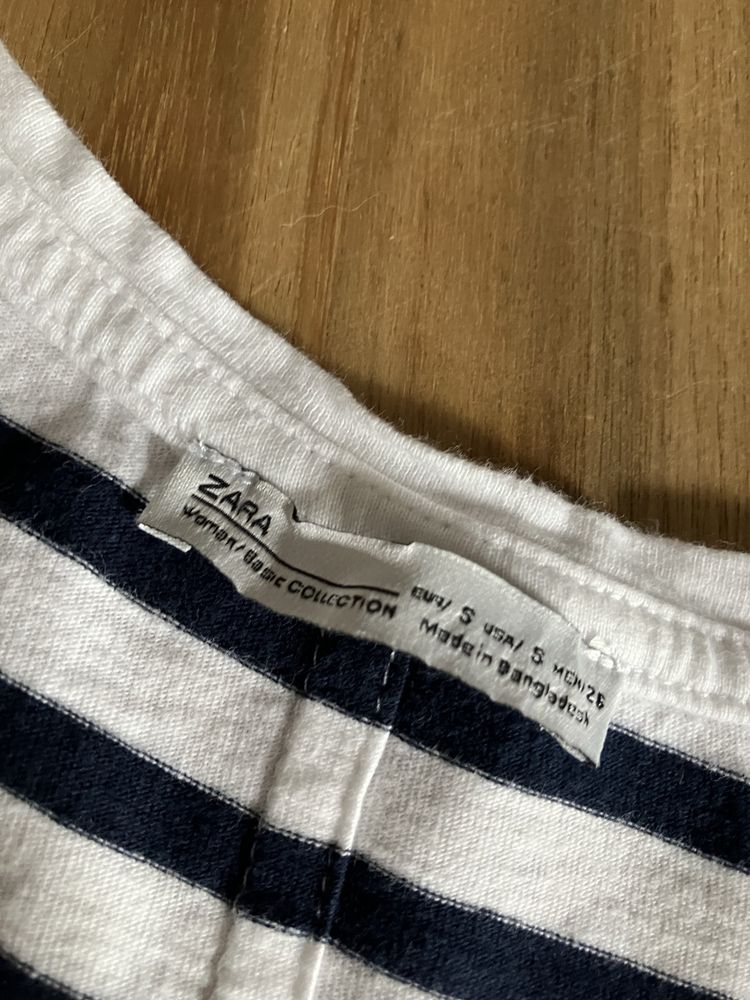 ZARA
Woman/ Basic COLLECTION
EUR/ S USA/ S MEX/26
Made in Bangladesh